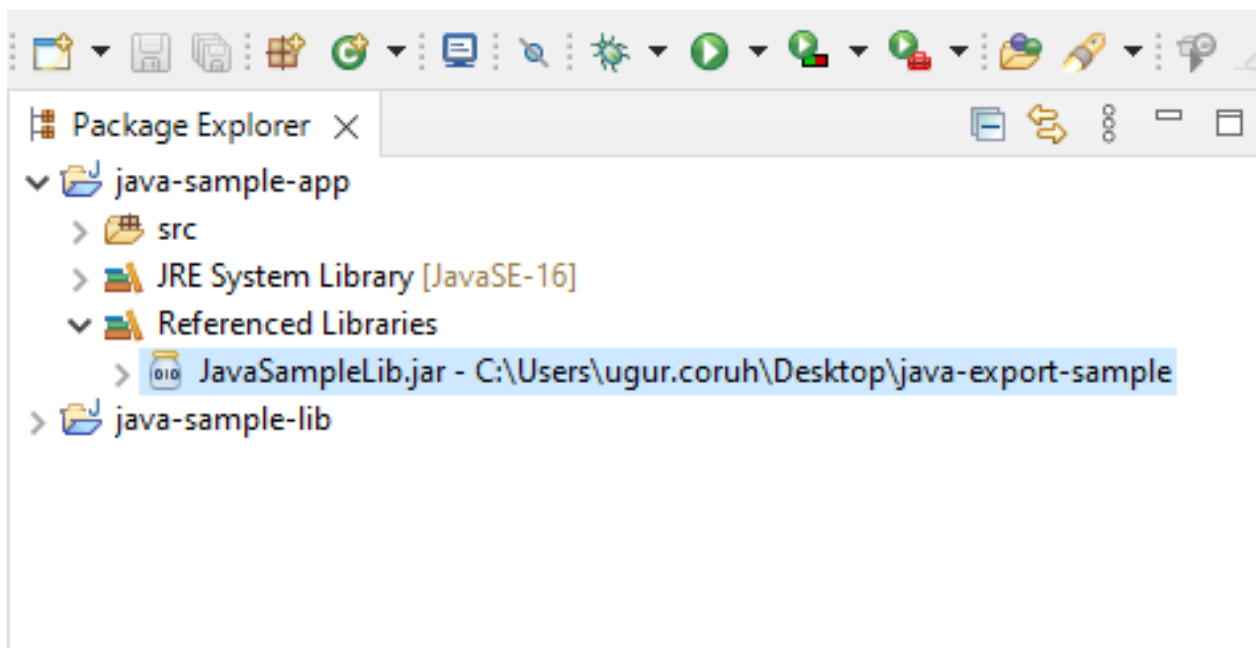 Package Explorer
java-sample-app
src
JRE System Library [JavaSE-16]
Referenced Libraries
JavaSampleLib.jar - C:\Users\ugur.coruh\Desktop\java-export-sample
java-sample-lib